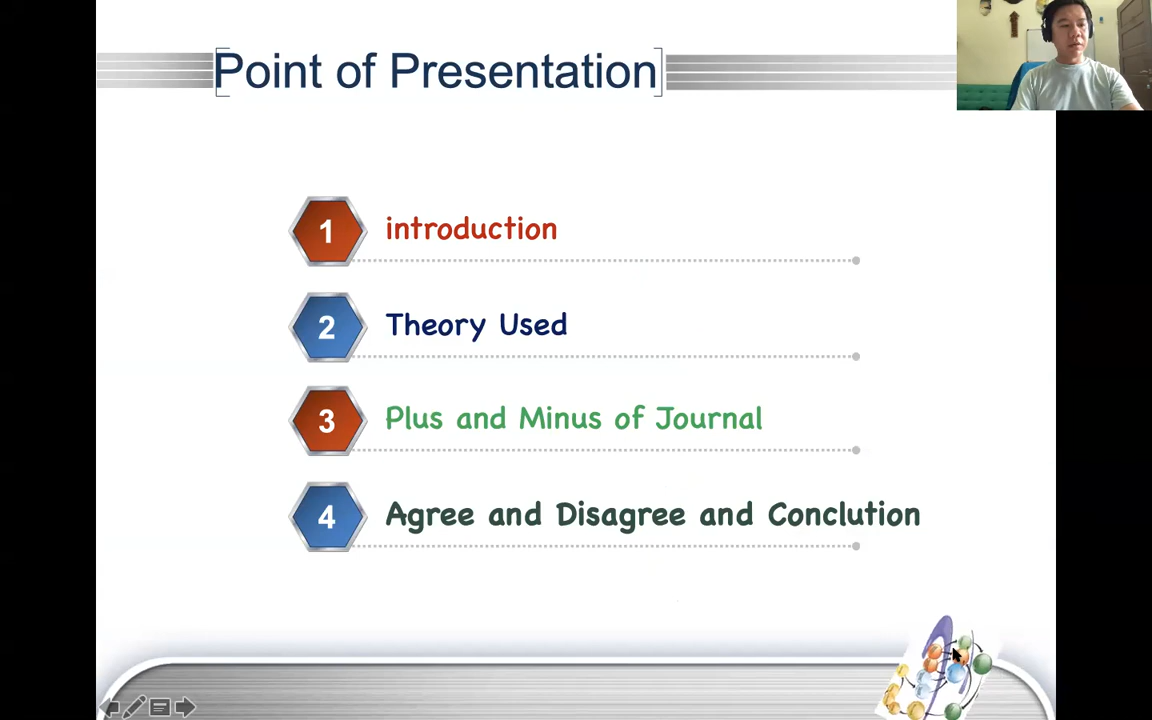 Point of Presentation
1 introduction
2 Theory Used
3 Plus and Minus of Journal
4 Agree and Disagree and Conclution